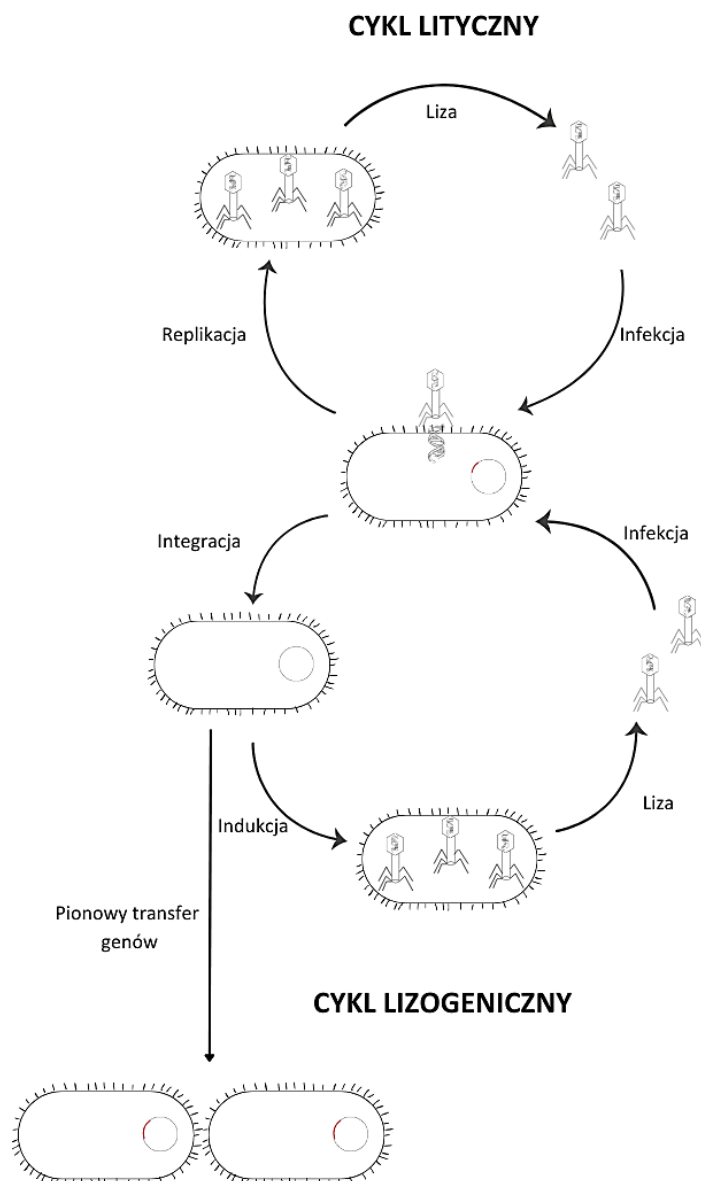 CYKL LITYCZNY
Liza
Replikacja
Infekcja
Integracja
Infekcja
Indukcja
Liza
Pionowy transfer
genów
CYKL LIZOGENICZNY